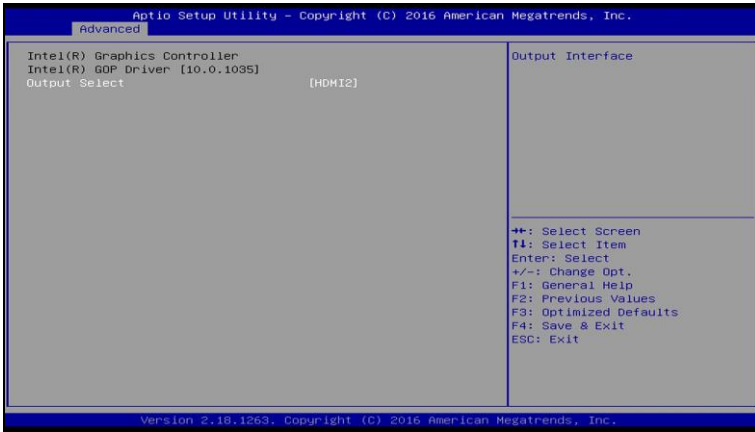 Aptio Setup Utility – Copyright (C) 2016 American Megatrends, Inc.
Advanced
Intel(R) Graphics Controller
Intel(R) GOP Driver [10.0.1035]
Output Select [HDMI2]
Output Interface
→←: Select Screen
↑↓: Select Item
Enter: Select
+/-: Change Opt.
F1: General Help
F2: Previous Values
F3: Optimized Defaults
F4: Save & Exit
ESC: Exit
Version 2.18.1263. Copyright (C) 2016 American Megatrends, Inc.